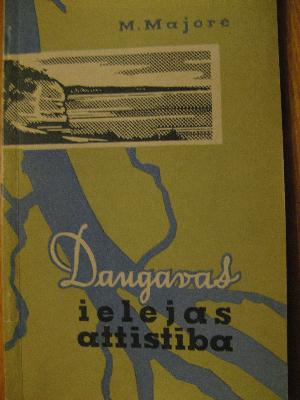 M. Majore
Daugavas
ielejas
attīstība